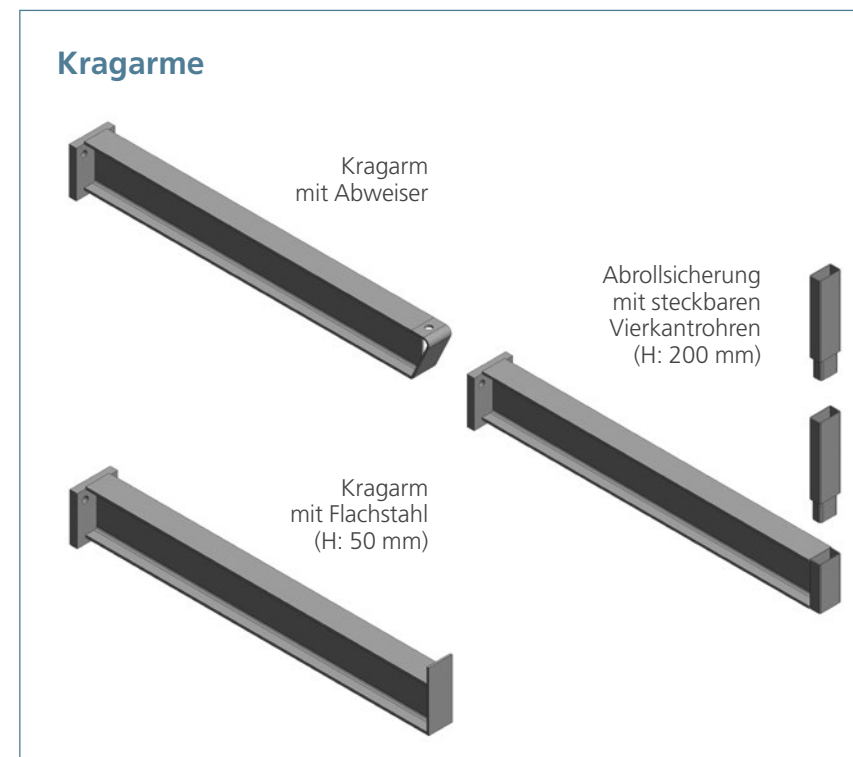 Kragarme
Kragarm
mit Abweiser
Abrollsicherung
mit steckbaren
Vierkantrohren
(H: 200 mm)
Kragarm
mit Flachstahl
(H: 50 mm)